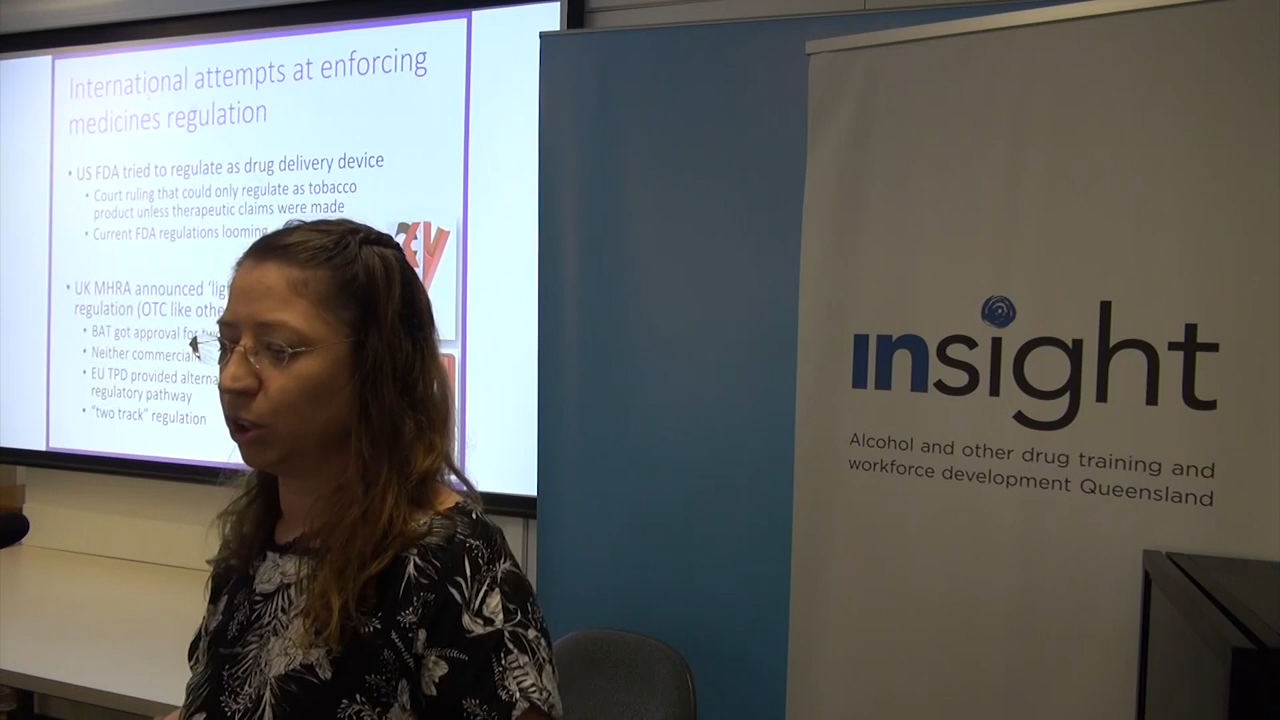 International attempts at enforcing
medicines regulation
• US FDA tried to regulate as drug delivery device
• Court ruling that could only regulate as tobacco
product unless therapeutic claims were made
• Current FDA regulations looming
• UK MHRA announced
regulation (OTC like
• BAT got approval for
• Neither
• EU TPD provided
regulatory pathway
• "two track" regulation
insight
Alcohol and other drug training and
workforce development Queensland